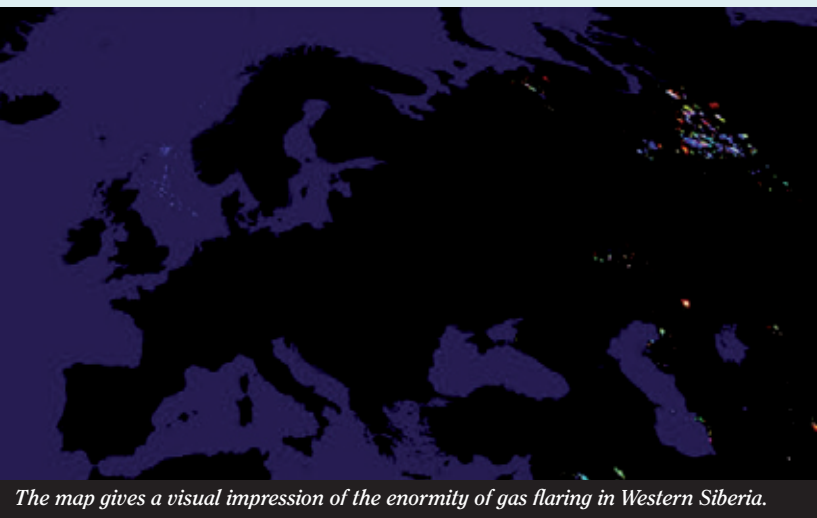 The map gives a visual impression of the enormity of gas flaring in Western Siberia.